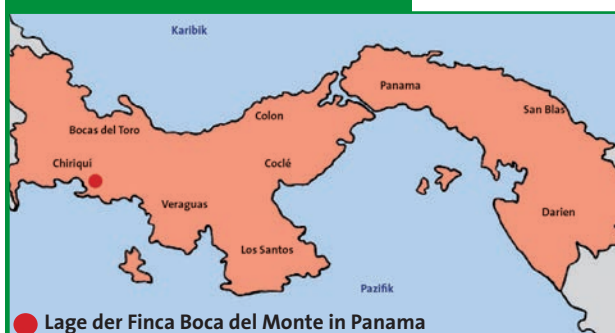 Karibik
Panama
San Blas
Colon
Bocas del Toro
Chiriqui
Coclé
Veraguas
Darien
Los Santos
Pazifik
Lage der Finca Boca del Monte in Panama